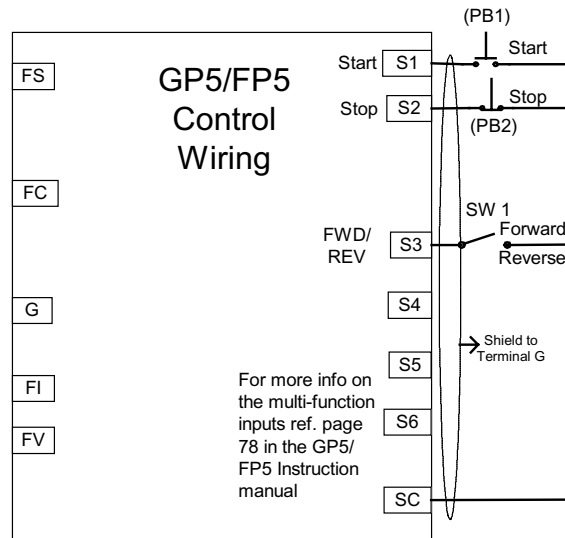 (PB1)
Start
Start S1
Stop S2
Stop
(PB2)
FS
GP5/FP5
Control
Wiring
FC
SW 1
Forward
Reverse
FWD/
REV
S3
G
S4
Shield to
Terminal G
S5
For more info on
the multi-function
inputs ref. page
78 in the GP5/
FP5 Instruction
manual
FI
FV
S6
SC